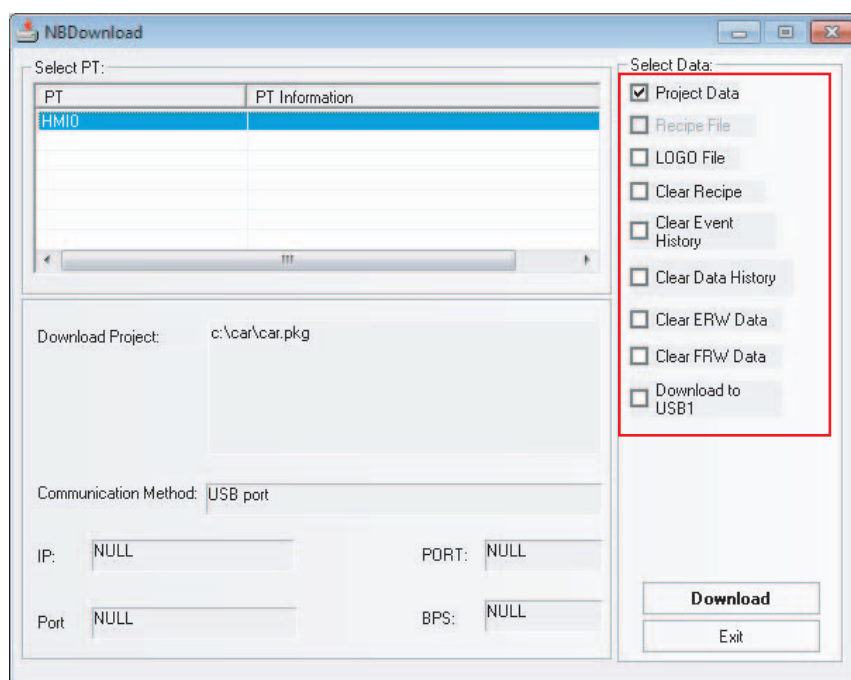 NBDownload
Select PT:
PT PT Information
HMI0
Download Project: c:\car\car.pkg
Communication Method: USB port
IP: NULL PORT: NULL
Port NULL BPS: NULL
Select Data:
Project Data
Recipe File
LOGO File
Clear Recipe
Clear Event
History
Clear Data History
Clear ERW Data
Clear FRW Data
Download to
USB1
Download
Exit